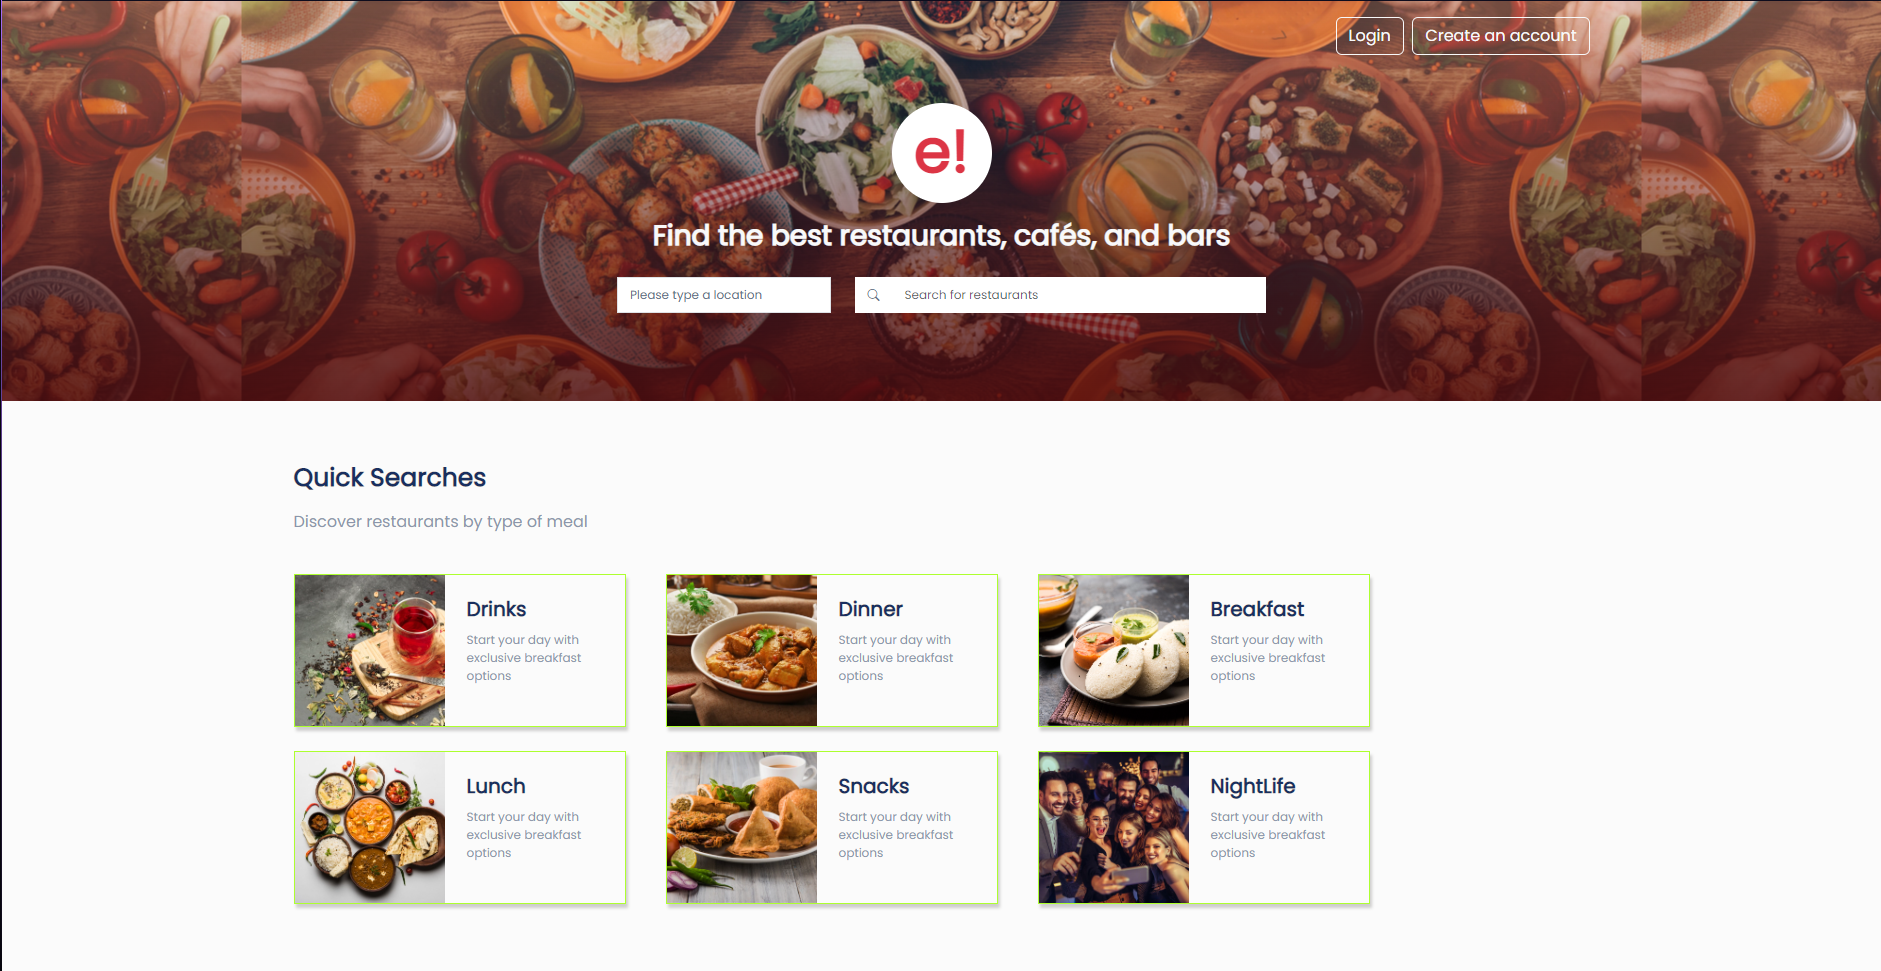 Login
Create an account
e!
Find the best restaurants, cafés, and bars
Please type a location
Search for restaurants
Quick Searches
Discover restaurants by type of meal
Drinks
Start your day with
exclusive breakfast
options
Dinner
Start your day with
exclusive breakfast
options
Breakfast
Start your day with
exclusive breakfast
options
Lunch
Start your day with
exclusive breakfast
options
Snacks
Start your day with
exclusive breakfast
options
NightLife
Start your day with
exclusive breakfast
options